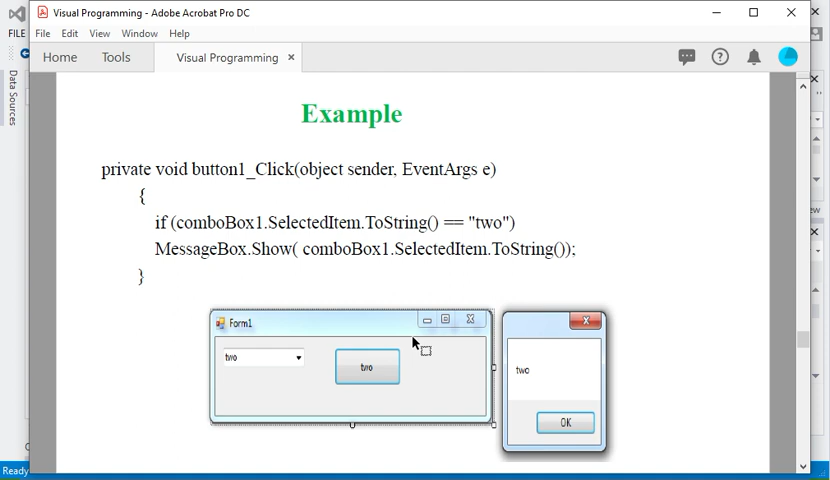 Visual Programming - Adobe Acrobat Pro DC
FILE
File Edit View Window Help
Home Tools Visual Programming ×
Data Sources
Example
private void button1_Click(object sender, EventArgs e)
{
if (comboBox1.SelectedItem.ToString() == "two")
MessageBox.Show( comboBox1.SelectedItem.ToString());
}
Form1
two
two
two
OK
Ready